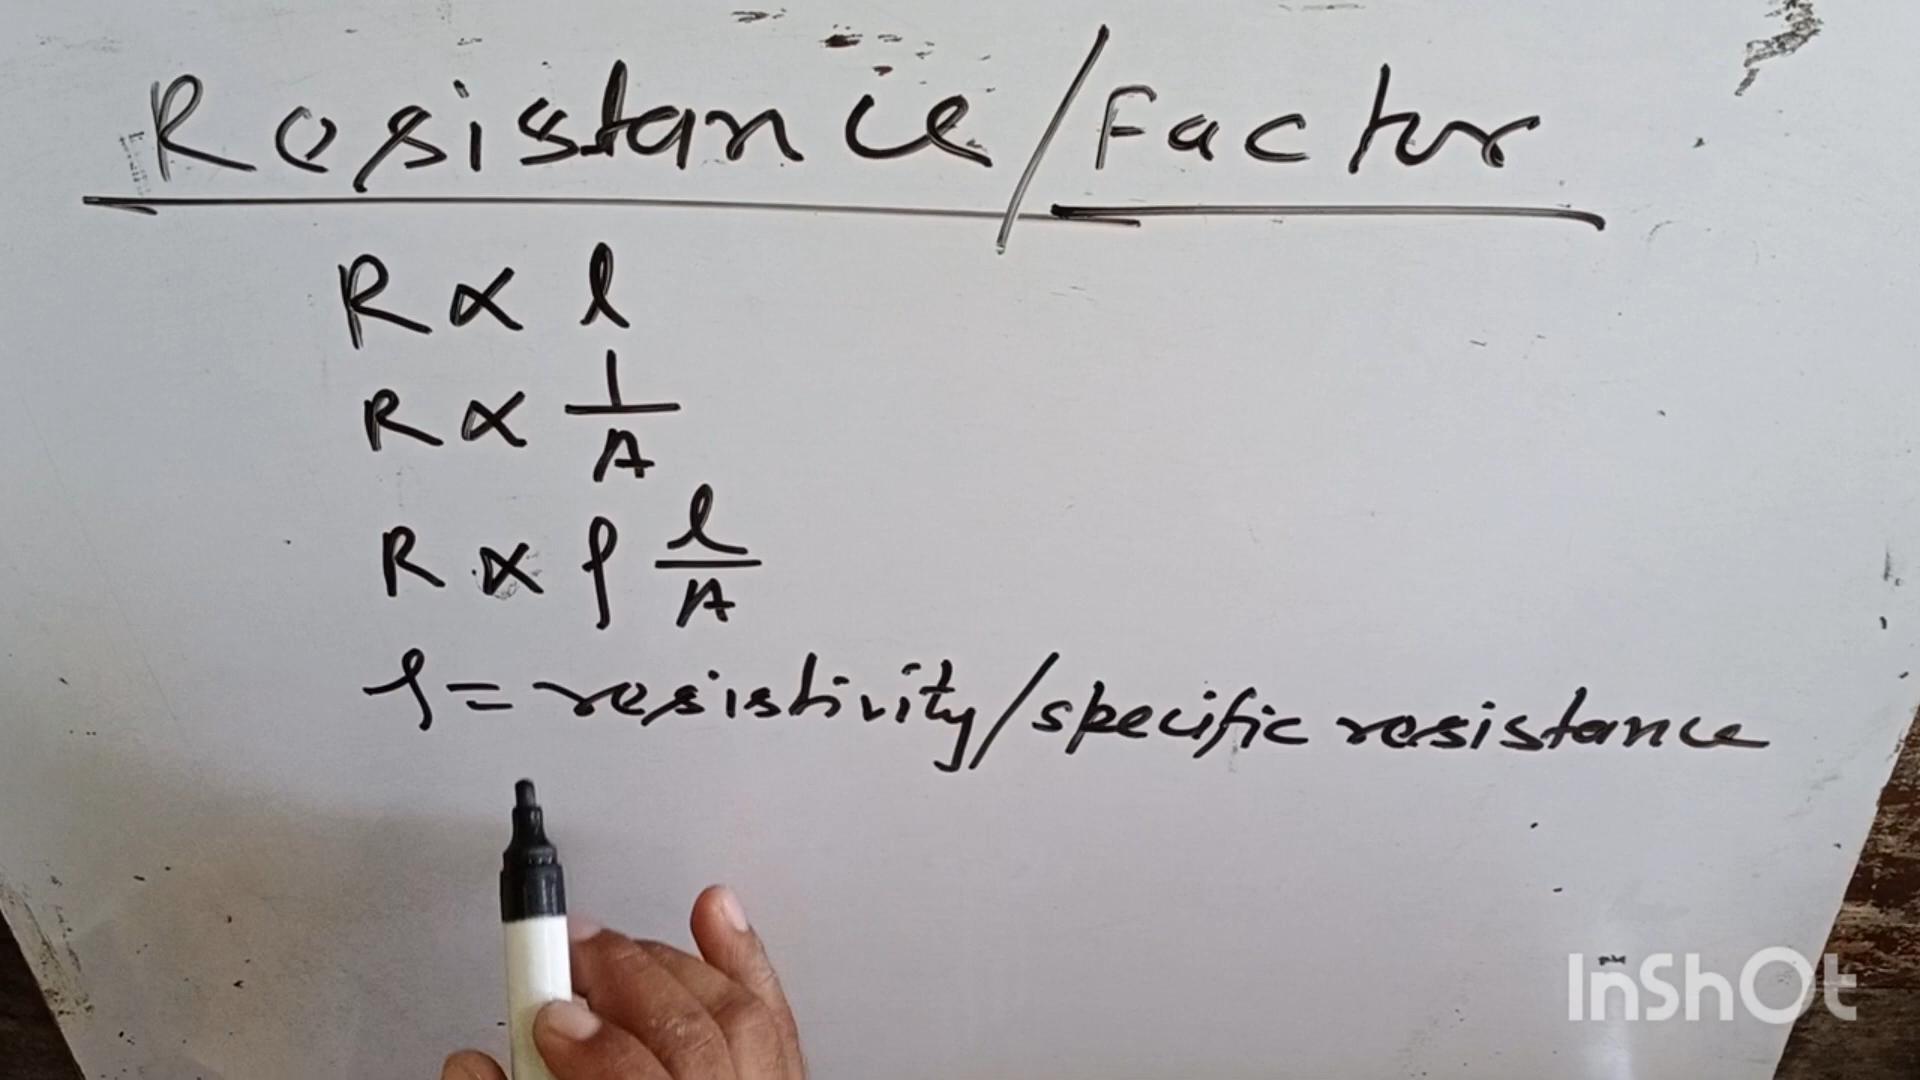 Resistance/Factor
R ∝ l
R ∝ 1/A
R ∝ ρ l/A
ρ = resistivity/specific resistance
InShOt